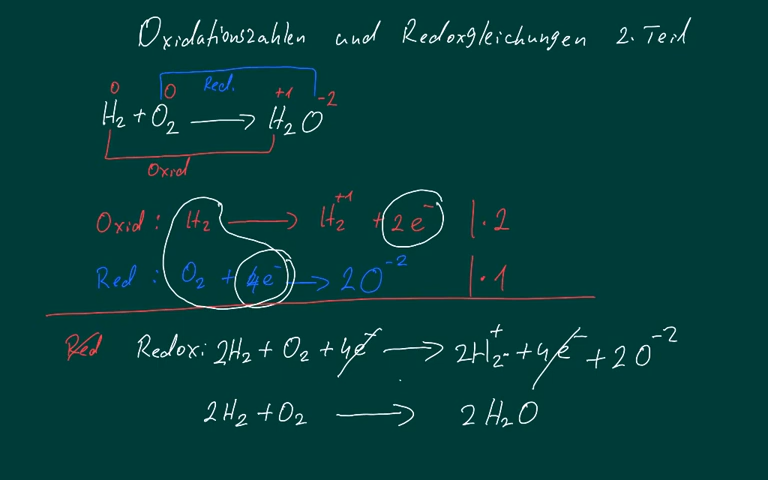 Oxidationszahlen und Redoxgleichungen 2. Teil
Red.
0 0 +1 -2
H₂ + O₂ → H₂O
Oxid
Oxid : H₂ → H₂⁺¹ + 2e⁻ | · 2
Red : O₂ + 4e⁻ → 2O⁻² | · 1
Red Redox: 2H₂ + O₂ + 4e⁻ → 2H₂⁺ + 4e⁻ + 2O⁻²
2H₂ + O₂ → 2H₂O